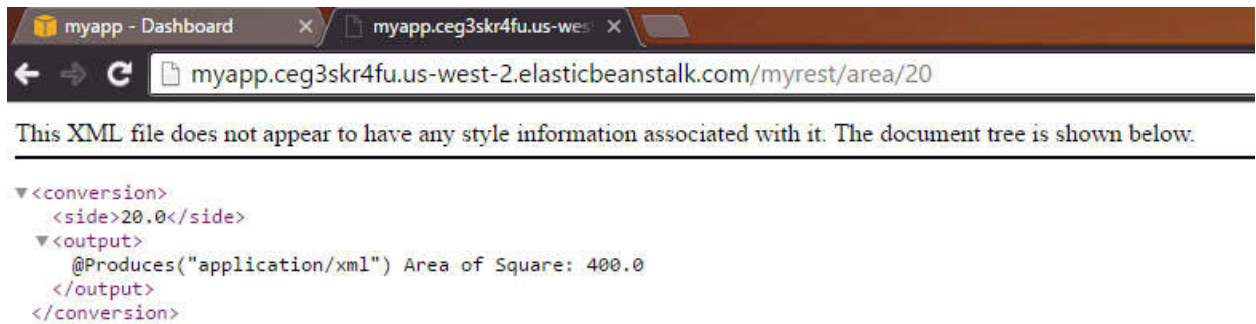 myapp - Dashboard
myapp.ceg3skr4fu.us-wes
myapp.ceg3skr4fu.us-west-2.elasticbeanstalk.com/myrest/area/20
This XML file does not appear to have any style information associated with it. The document tree is shown below.
▼<conversion>
<side>20.0</side>
▼<output>
@Produces("application/xml") Area of Square: 400.0
</output>
</conversion>